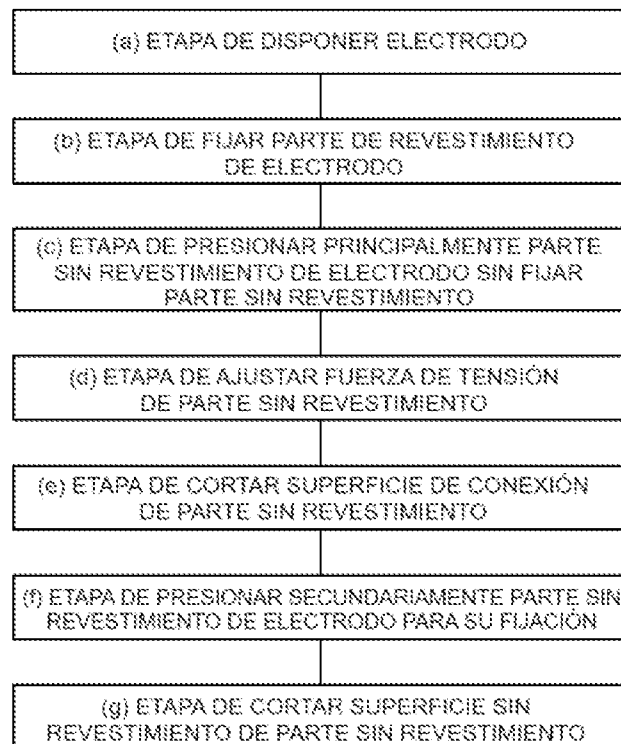 (a) ETAPA DE DISPONER ELECTRODO
(b) ETAPA DE FIJAR PARTE DE REVESTIMIENTO
DE ELECTRODO
(c) ETAPA DE PRESIONAR PRINCIPALMENTE PARTE
SIN REVESTIMIENTO DE ELECTRODO SIN FIJAR
PARTE SIN REVESTIMIENTO
(d) ETAPA DE AJUSTAR FUERZA DE TENSIÓN
DE PARTE SIN REVESTIMIENTO
(e) ETAPA DE CORTAR SUPERFICIE DE CONEXIÓN
DE PARTE SIN REVESTIMIENTO
(f) ETAPA DE PRESIONAR SECUNDARIAMENTE PARTE SIN
REVESTIMIENTO DE ELECTRODO PARA SU FIJACIÓN
(g) ETAPA DE CORTAR SUPERFICIE SIN
REVESTIMIENTO DE PARTE SIN REVESTIMIENTO